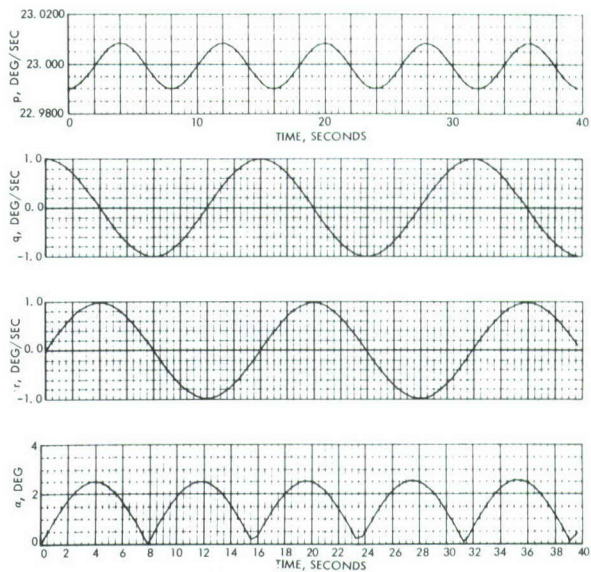 23.0200
23.000
22.9800
p, DEG/SEC
0 10 20 30 40
TIME, SECONDS
1.0
0.0
-1.0
q, DEG/SEC
1.0
0.0
-1.0
r, DEG/SEC
4
2
0
α, DEG
0 2 4 6 8 10 12 14 16 18 20 22 24 26 28 30 32 34 36 38 40
TIME, SECONDS